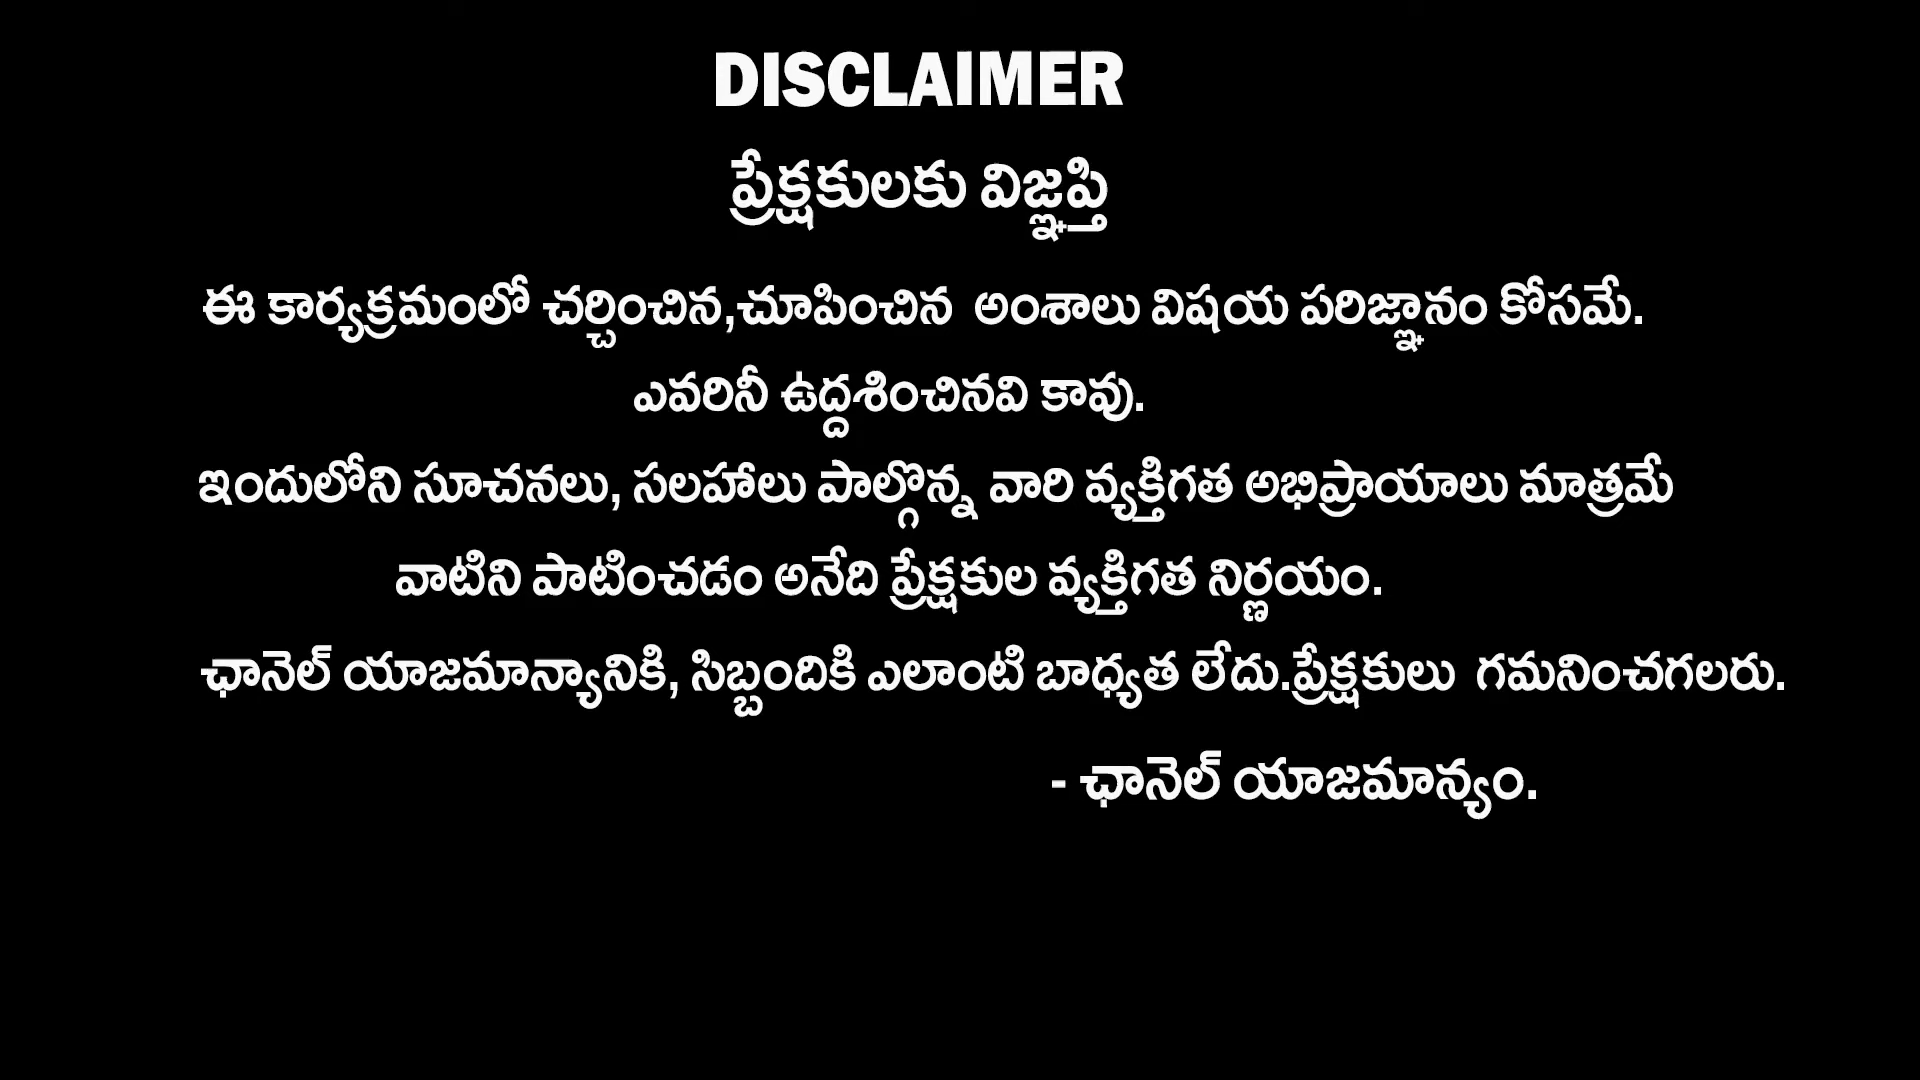 DISCLAIMER
ప్రేక్షకులకు విజ్ఞప్తి
ఈ కార్యక్రమంలో చర్చించిన,చూపించిన అంశాలు విషయ పరిజ్ఞానం కోసమే.
ఎవరినీ ఉద్దశించినవి కావు.
ఇందులోని సూచనలు, సలహాలు పాల్గొన్న వారి వ్యక్తిగత అభిప్రాయాలు మాత్రమే
వాటిని పాటించడం అనేది ప్రేక్షకుల వ్యక్తిగత నిర్ణయం.
ఛానెల్ యాజమాన్యానికి, సిబ్బందికి ఎలాంటి బాధ్యత లేదు.ప్రేక్షకులు గమనించగలరు.
- ఛానెల్ యాజమాన్యం.